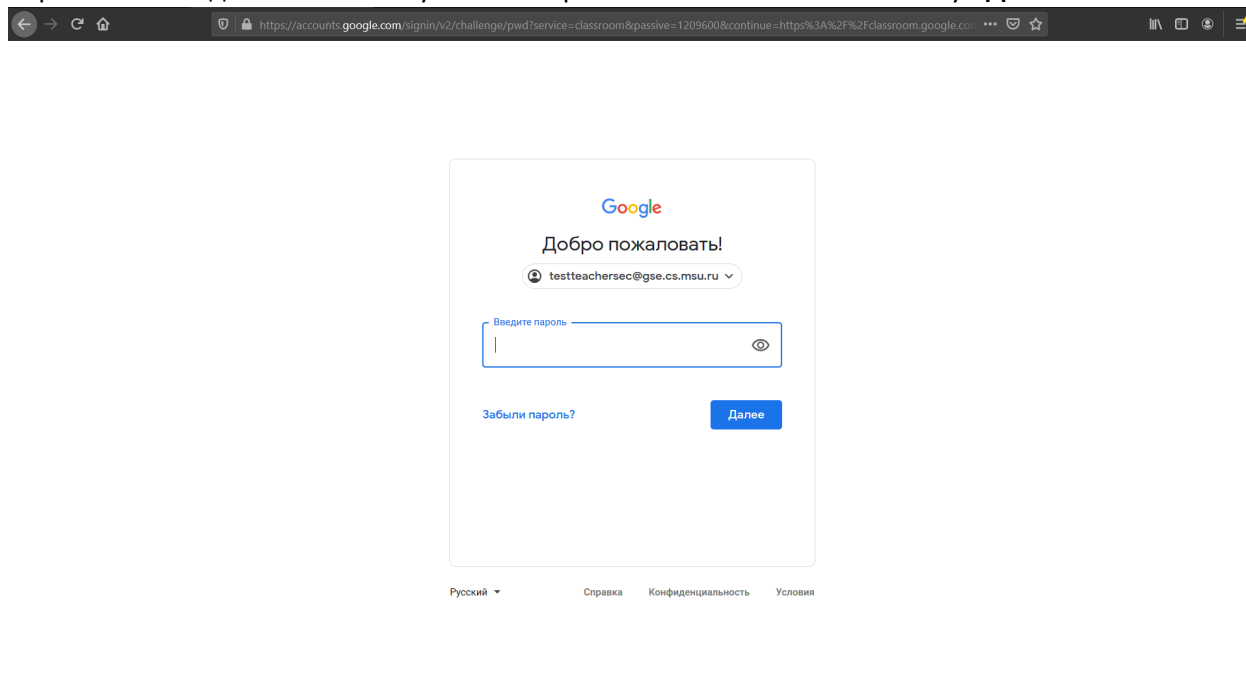 https://accounts.google.com/signin/v2/challenge/pwd?service=classroom&passive=1209600&continue=https%3A%2F%2Fclassroom.google.com
Google
Добро пожаловать!
testteachersec@gse.cs.msu.ru
Введите пароль
Забыли пароль?
Далее
Русский
Справка Конфиденциальность Условия